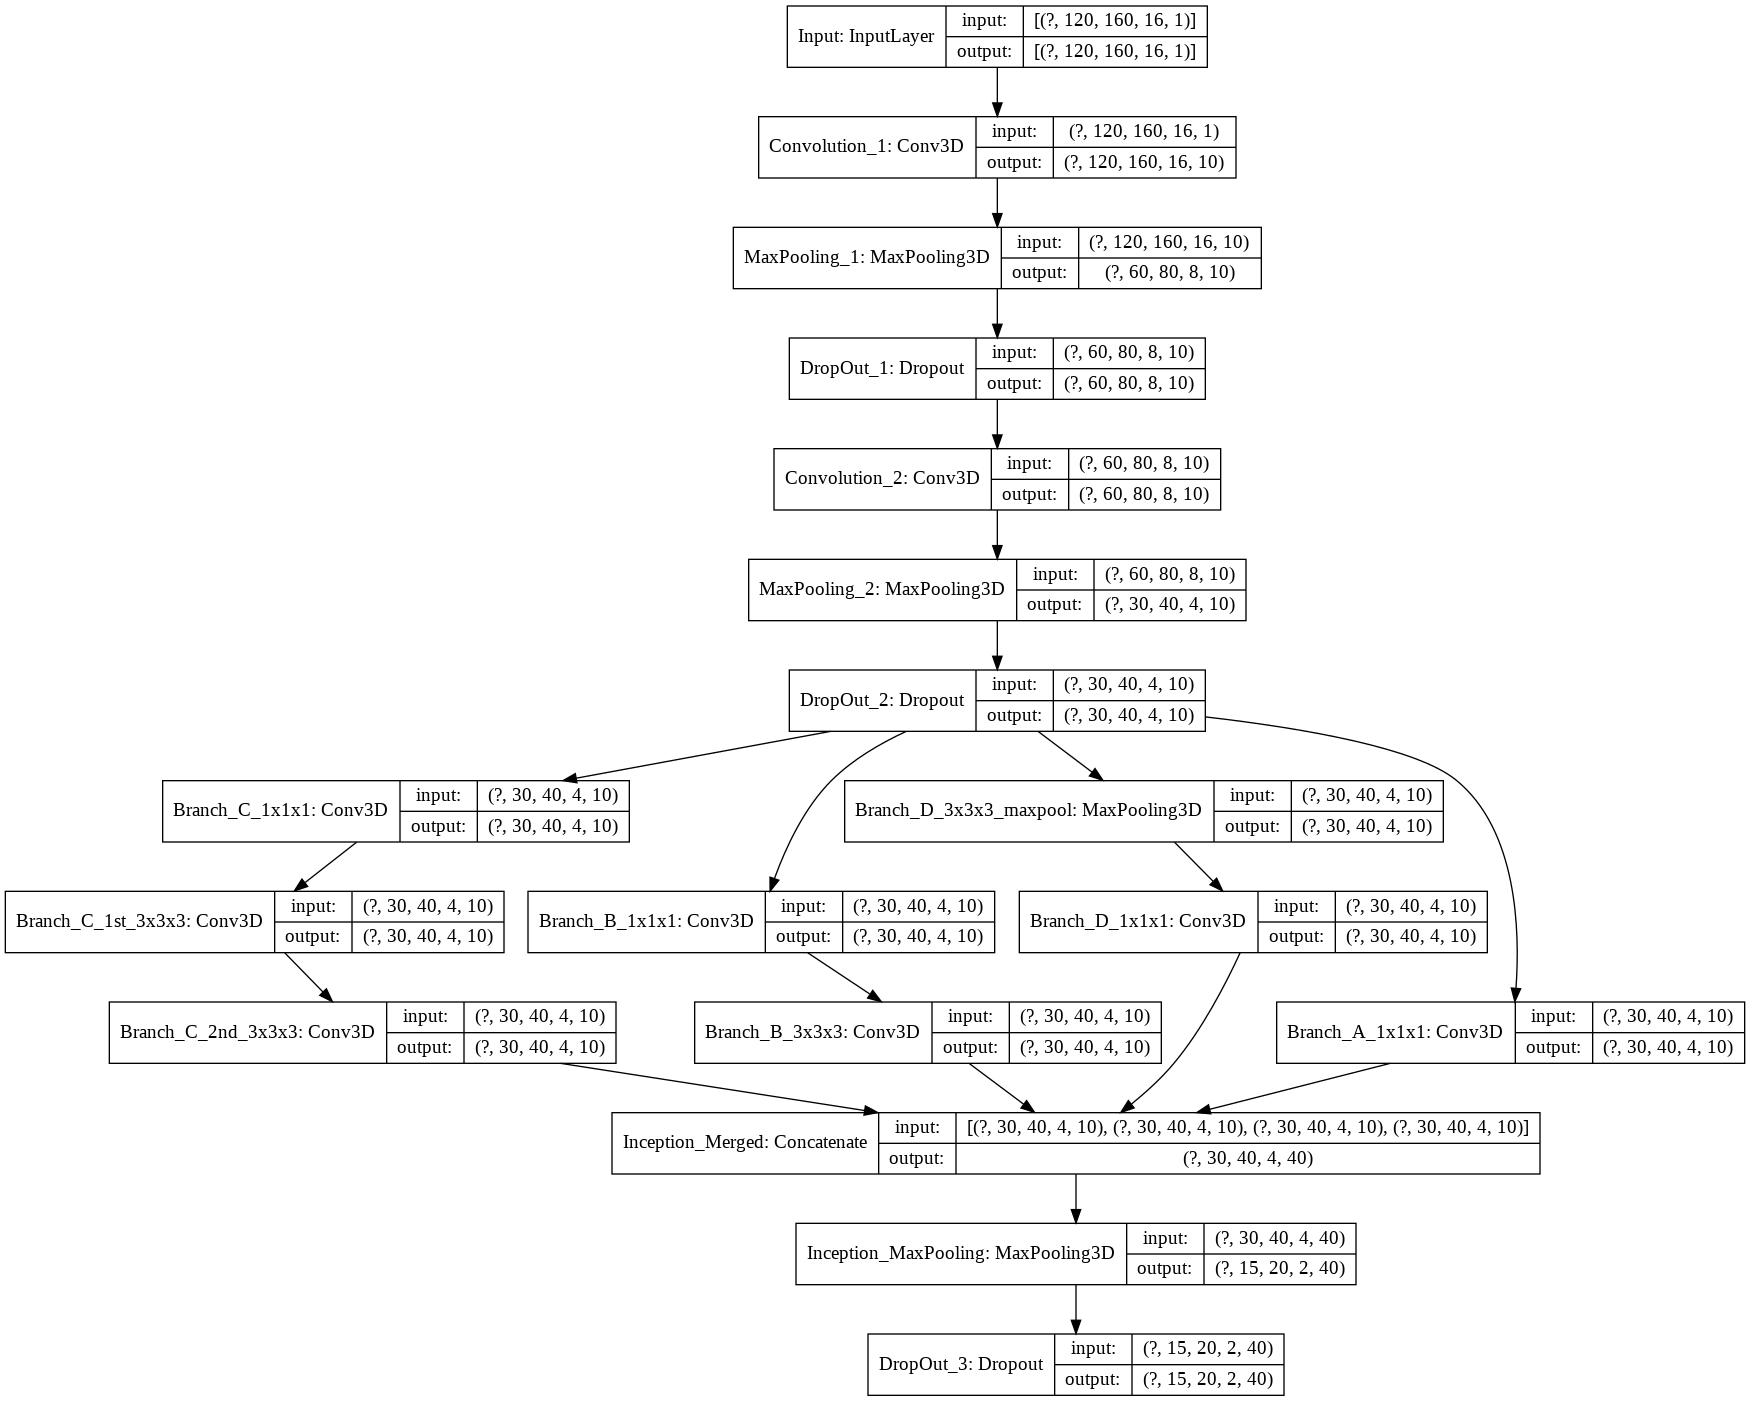 Input: InputLayer
input:
[(?, 120, 160, 16, 1)]
output:
[(?, 120, 160, 16, 1)]
Convolution_1: Conv3D
input:
(?, 120, 160, 16, 1)
output:
(?, 120, 160, 16, 10)
MaxPooling_1: MaxPooling3D
input:
(?, 120, 160, 16, 10)
output:
(?, 60, 80, 8, 10)
DropOut_1: Dropout
input:
(?, 60, 80, 8, 10)
output:
(?, 60, 80, 8, 10)
Convolution_2: Conv3D
input:
(?, 60, 80, 8, 10)
output:
(?, 60, 80, 8, 10)
MaxPooling_2: MaxPooling3D
input:
(?, 60, 80, 8, 10)
output:
(?, 30, 40, 4, 10)
DropOut_2: Dropout
input:
(?, 30, 40, 4, 10)
output:
(?, 30, 40, 4, 10)
Branch_C_1x1x1: Conv3D
input:
(?, 30, 40, 4, 10)
output:
(?, 30, 40, 4, 10)
Branch_D_3x3x3_maxpool: MaxPooling3D
input:
(?, 30, 40, 4, 10)
output:
(?, 30, 40, 4, 10)
Branch_C_1st_3x3x3: Conv3D
input:
(?, 30, 40, 4, 10)
output:
(?, 30, 40, 4, 10)
Branch_B_1x1x1: Conv3D
input:
(?, 30, 40, 4, 10)
output:
(?, 30, 40, 4, 10)
Branch_D_1x1x1: Conv3D
input:
(?, 30, 40, 4, 10)
output:
(?, 30, 40, 4, 10)
Branch_C_2nd_3x3x3: Conv3D
input:
(?, 30, 40, 4, 10)
output:
(?, 30, 40, 4, 10)
Branch_B_3x3x3: Conv3D
input:
(?, 30, 40, 4, 10)
output:
(?, 30, 40, 4, 10)
Branch_A_1x1x1: Conv3D
input:
(?, 30, 40, 4, 10)
output:
(?, 30, 40, 4, 10)
Inception_Merged: Concatenate
input:
[(?, 30, 40, 4, 10), (?, 30, 40, 4, 10), (?, 30, 40, 4, 10), (?, 30, 40, 4, 10)]
output:
(?, 30, 40, 4, 40)
Inception_MaxPooling: MaxPooling3D
input:
(?, 30, 40, 4, 40)
output:
(?, 15, 20, 2, 40)
DropOut_3: Dropout
input:
(?, 15, 20, 2, 40)
output:
(?, 15, 20, 2, 40)